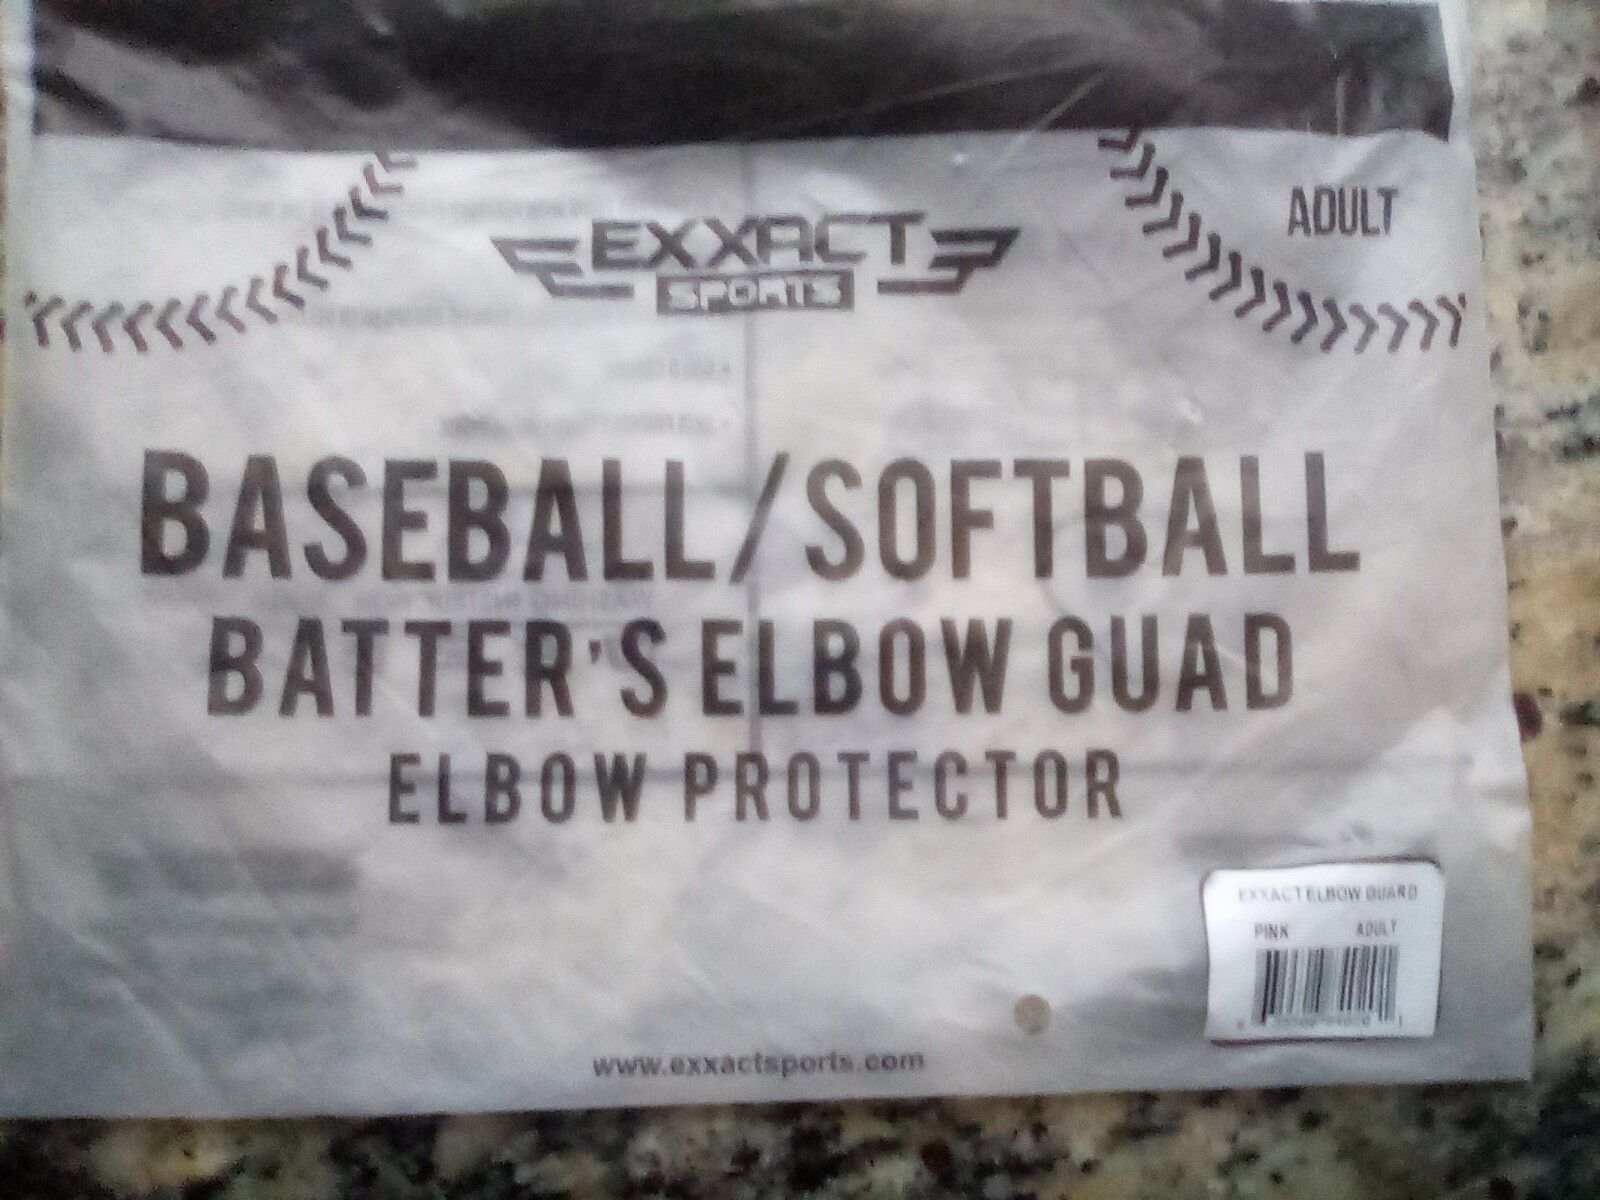 ADULT
EXXACT
SPORTS
BASEBALL/SOFTBALL
BATTER'S ELBOW GUAD
ELBOW PROTECTOR
EXXACT ELBOW GUARD
PINK ADULT
www.exxactsports.com